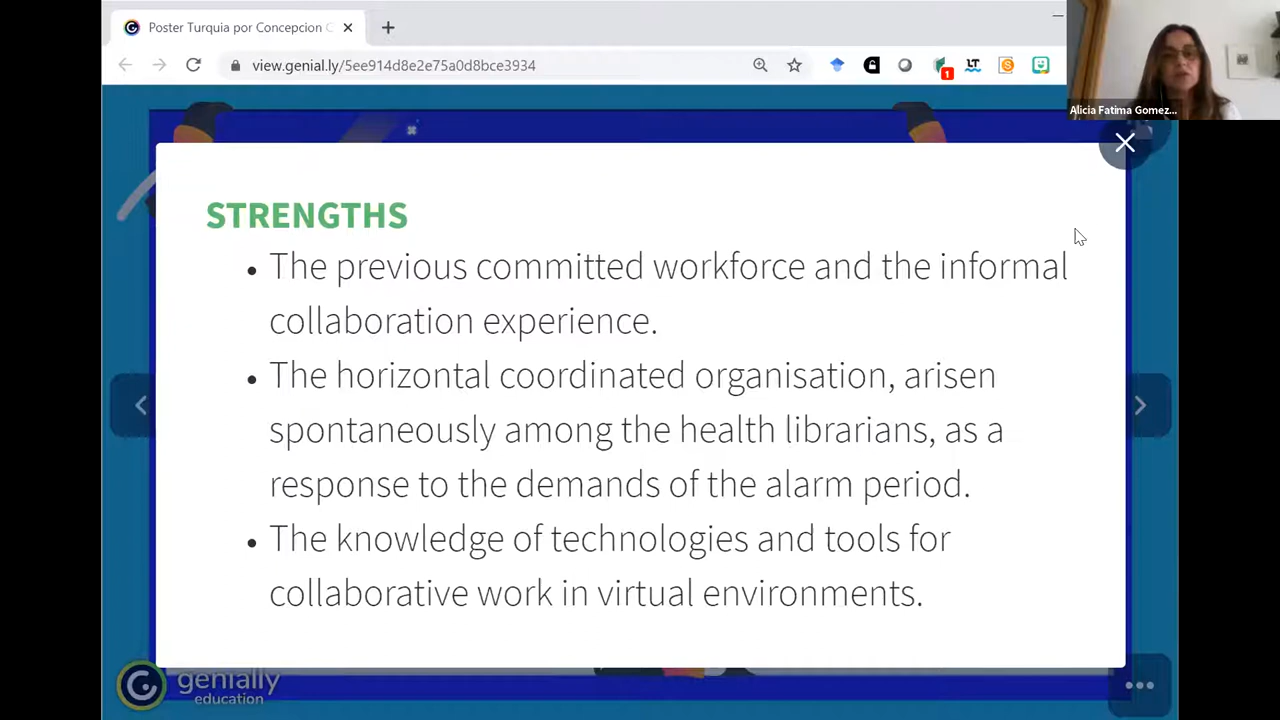 Poster Turquia por Concepcion C
view.genial.ly/5ee914d8e2e75a0d8bce3934
1
LT
Alicia Fatima Gomez...
STRENGTHS
• The previous committed workforce and the informal
collaboration experience.
• The horizontal coordinated organisation, arisen
spontaneously among the health librarians, as a
response to the demands of the alarm period.
• The knowledge of technologies and tools for
collaborative work in virtual environments.
genially
education